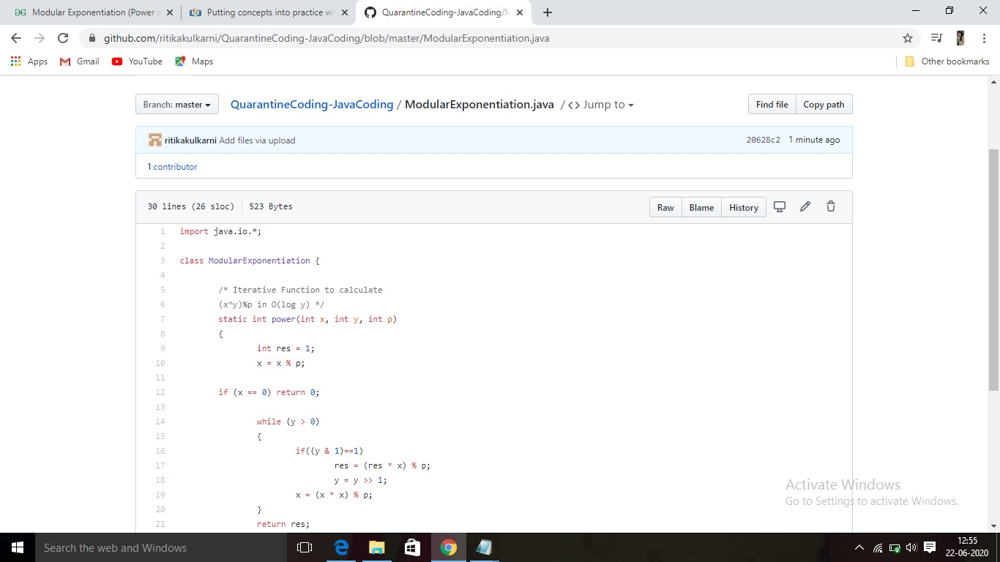 Modular Exponentiation (Power i
Putting concepts into practice wi
QuarantineCoding-JavaCoding/M
github.com/ritikakulkarni/QuarantineCoding-JavaCoding/blob/master/ModularExponentiation.java
Apps Gmail YouTube Maps Other bookmarks
Branch: master QuarantineCoding-JavaCoding / ModularExponentiation.java / <> Jump to Find file Copy path
ritikakulkarni Add files via upload 20628c2 1 minute ago
1 contributor
30 lines (26 sloc) 523 Bytes Raw Blame History
1 import java.io.*;
2
3 class ModularExponentiation {
4
5 /* Iterative Function to calculate
6 (x^y)%p in O(log y) */
7 static int power(int x, int y, int p)
8 {
9 int res = 1;
10 x = x % p;
11
12 if (x == 0) return 0;
13
14 while (y > 0)
15 {
16 if((y & 1)==1)
17 res = (res * x) % p;
18 y = y >> 1;
19 x = (x * x) % p;
20 }
21 return res;
Activate Windows
Go to Settings to activate Windows.
Search the web and Windows
12:55
22-06-2020